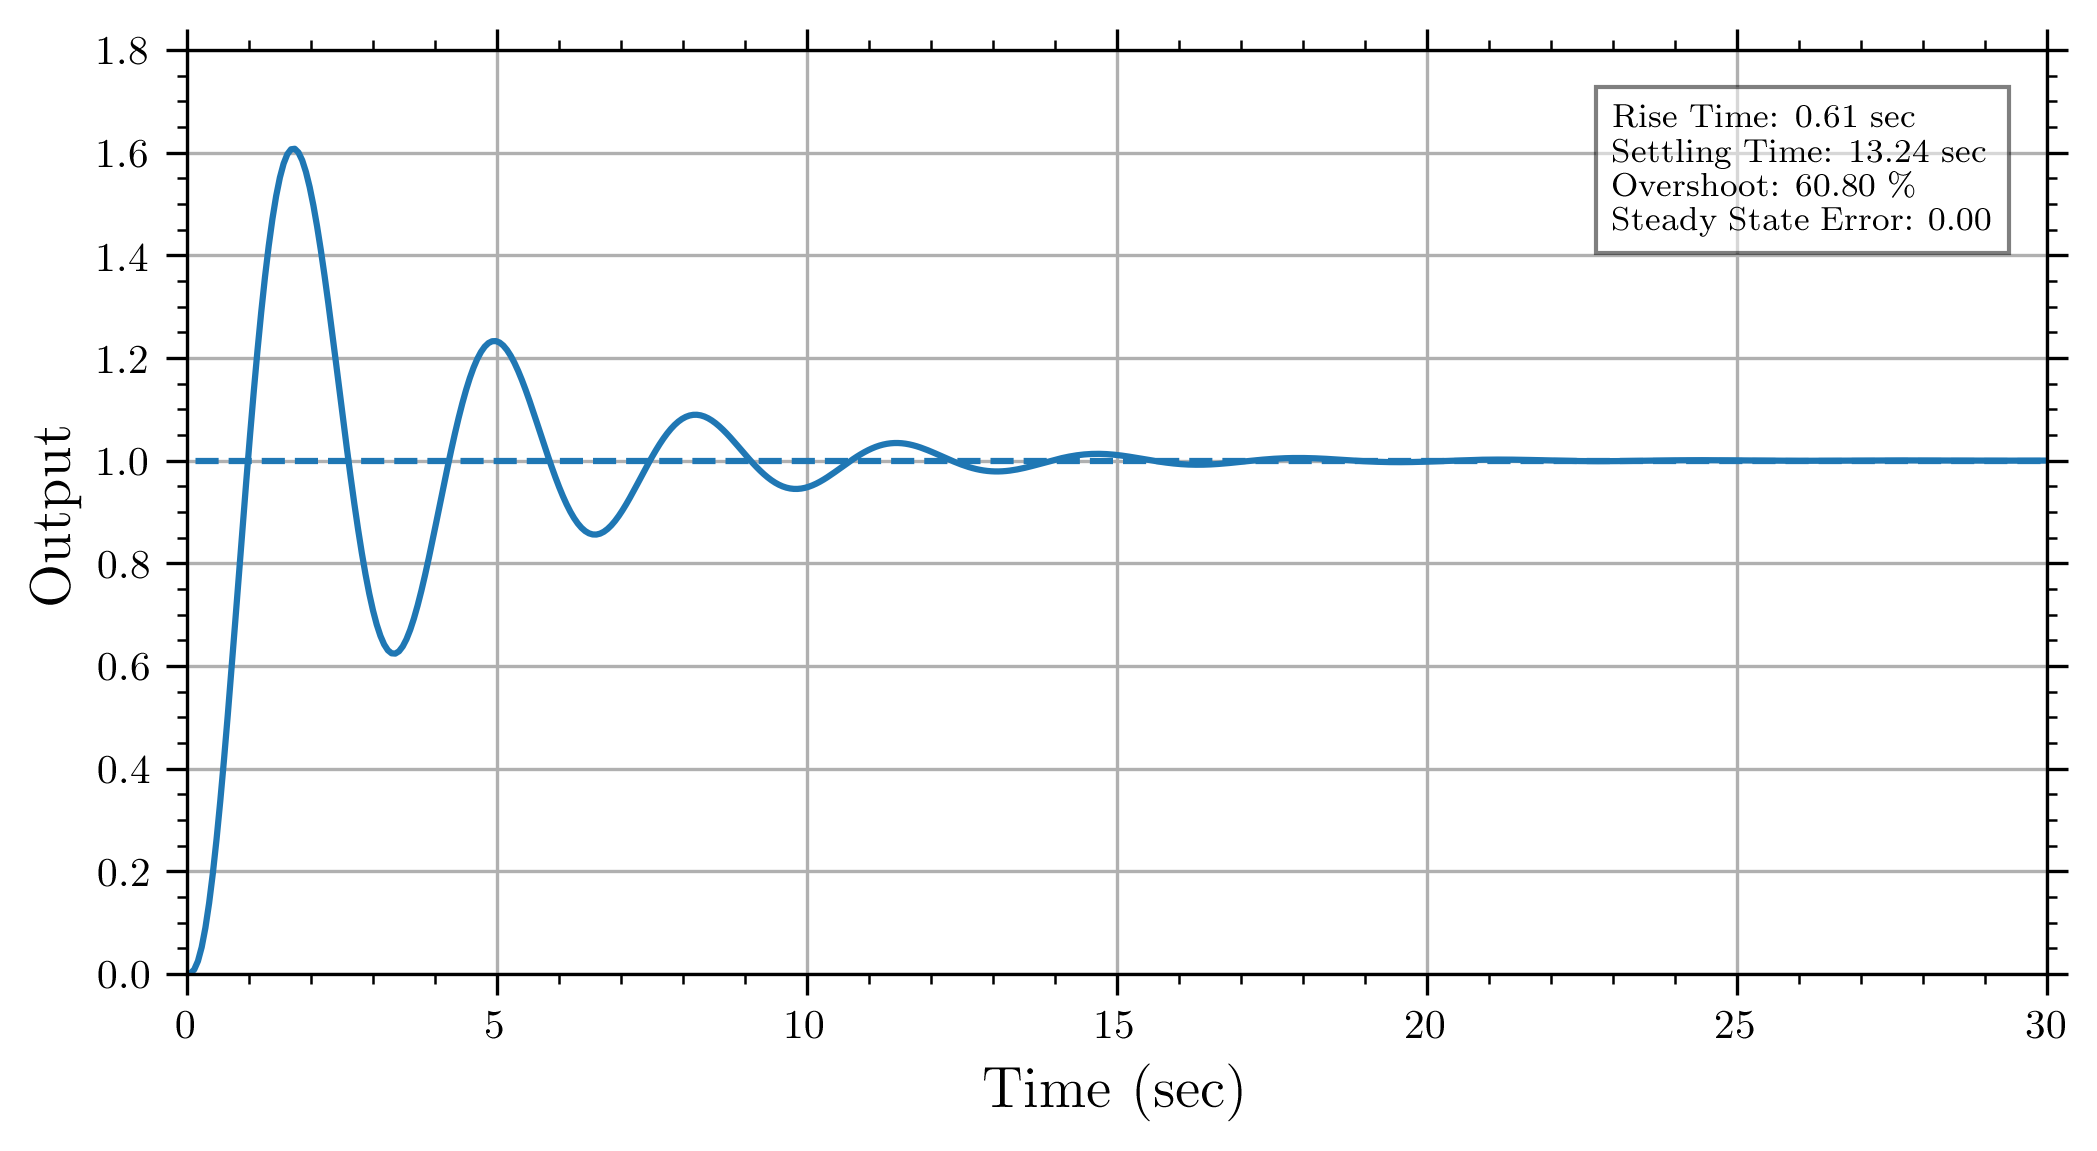 1.8
1.6
1.4
1.2
1.0
0.8
0.6
0.4
0.2
0.0
Output
Rise Time: 0.61 sec
Settling Time: 13.24 sec
Overshoot: 60.80 %
Steady State Error: 0.00
0 5 10 15 20 25 30
Time (sec)